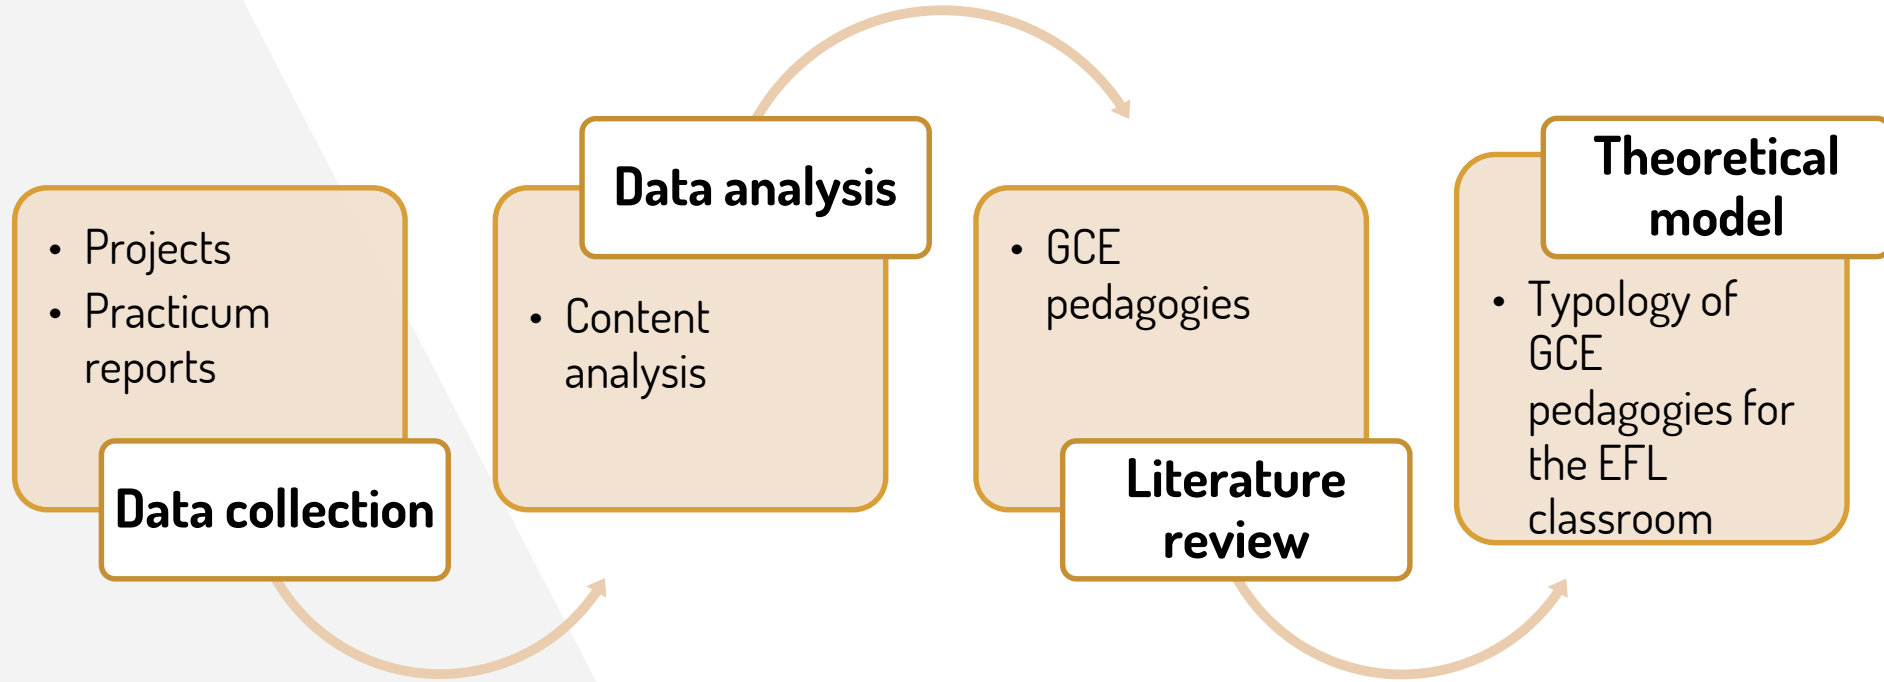 • Projects
• Practicum
reports
Data collection
Data analysis
• Content
analysis
• GCE
pedagogies
Literature
review
Theoretical
model
• Typology of
GCE
pedagogies for
the EFL
classroom